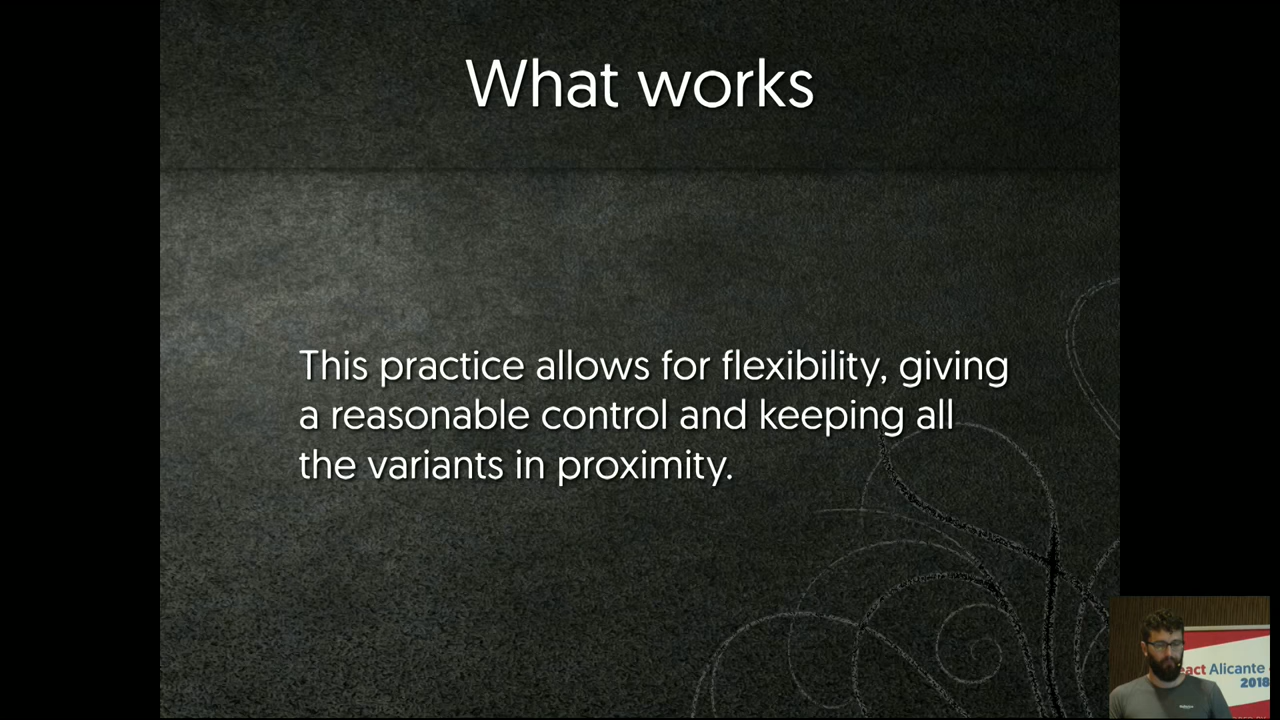 What works
This practice allows for flexibility, giving
a reasonable control and keeping all
the variants in proximity.
eact Alicante
2018